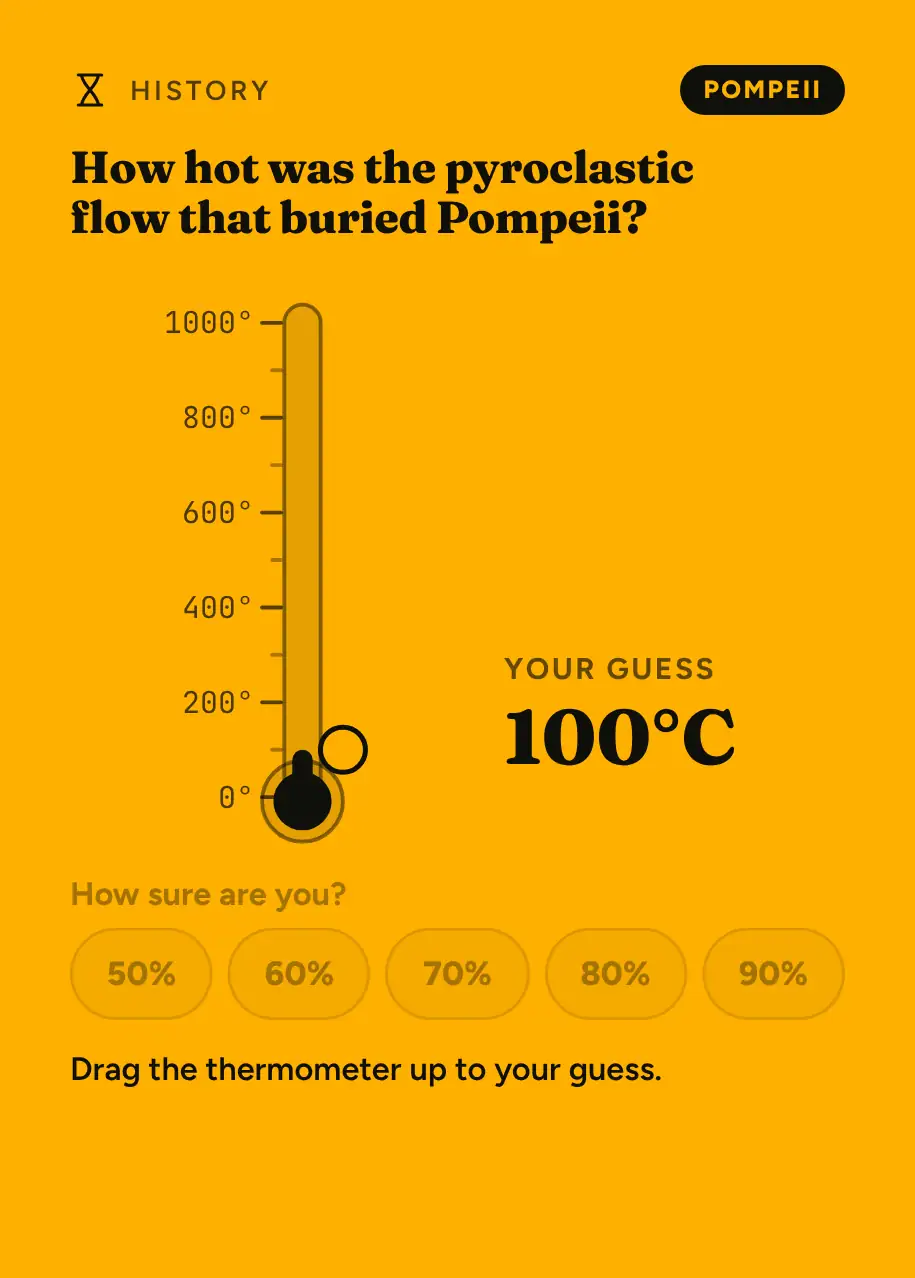 HISTORY
POMPEII
How hot was the pyroclastic
flow that buried Pompeii?
1000°
800°
600°
400°
200°
0°
YOUR GUESS
100°C
How sure are you?
50% 60% 70% 80% 90%
Drag the thermometer up to your guess.